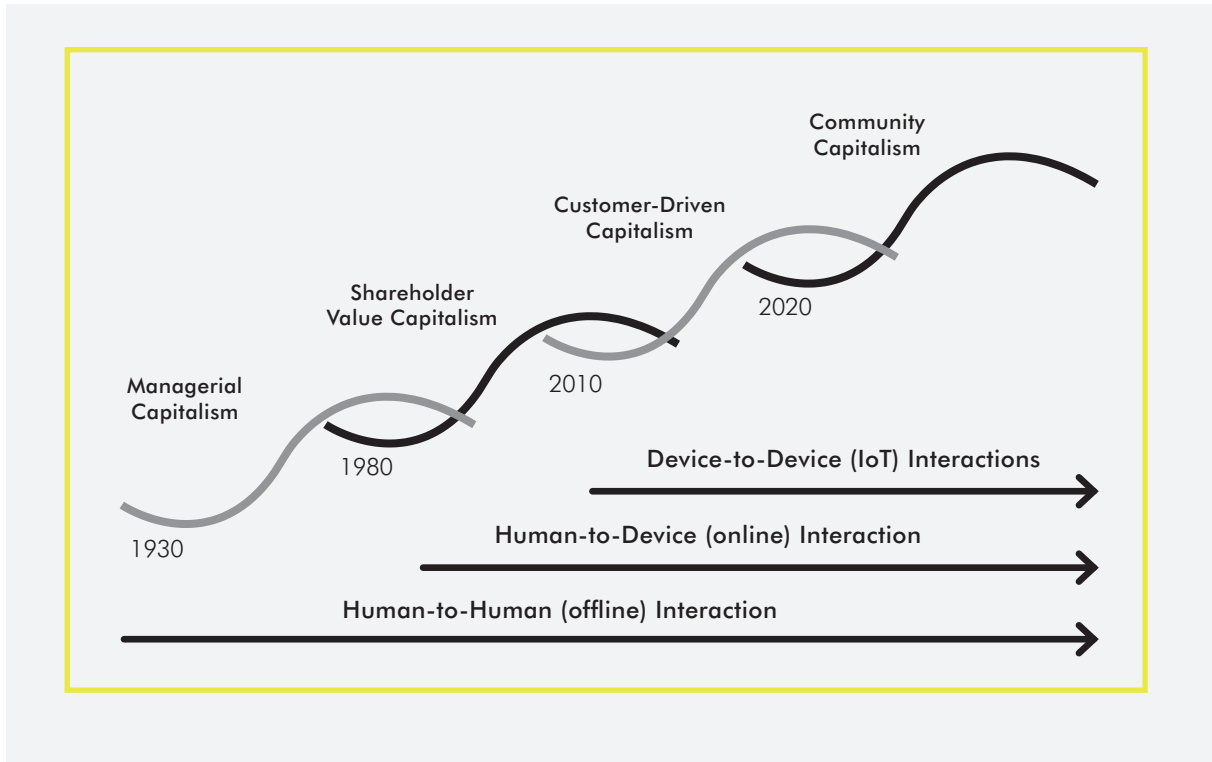 Community
Capitalism
Customer-Driven
Capitalism
2020
Shareholder
Value Capitalism
2010
Managerial
Capitalism
1980
1930
Device-to-Device (IoT) Interactions
Human-to-Device (online) Interaction
Human-to-Human (offline) Interaction